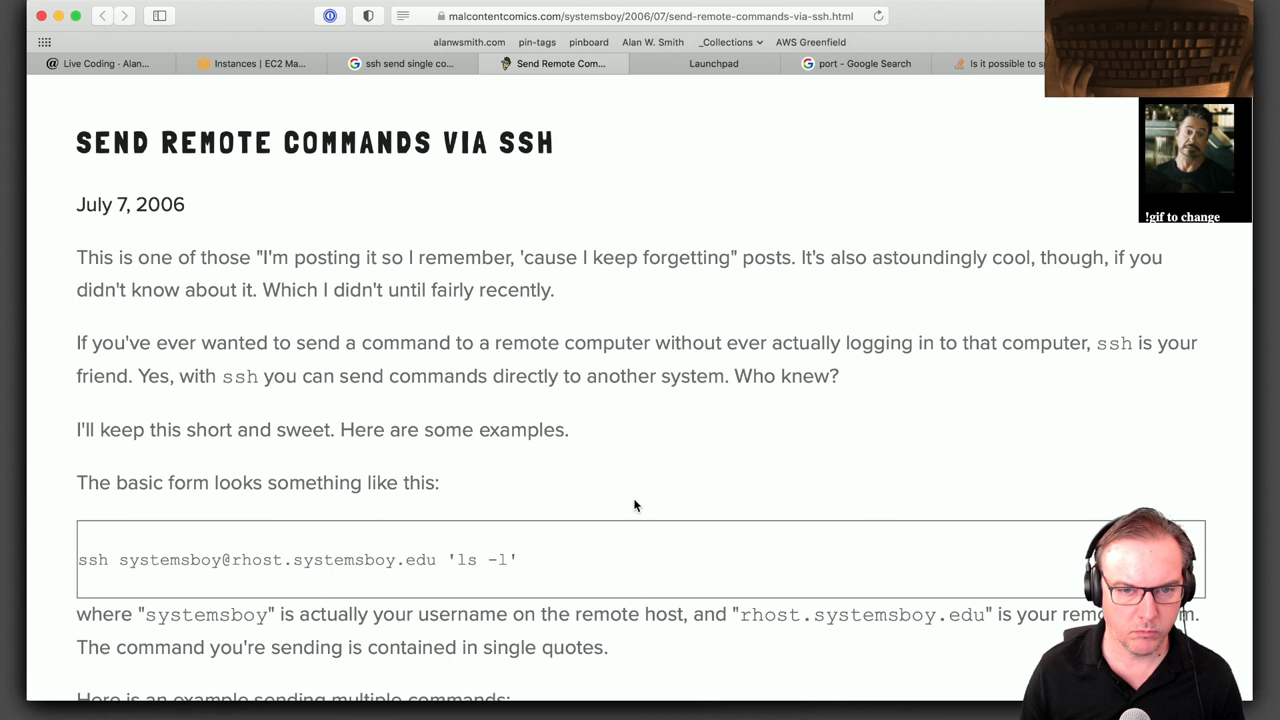 malcontentcomics.com/systemsboy/2006/07/send-remote-commands-via-ssh.html
alanwsmith.com pin-tags pinboard Alan W. Smith _Collections AWS Greenfield
Live Coding - Alan... Instances | EC2 Ma... ssh send single co... Send Remote Com... Launchpad port - Google Search Is it possible to sp
SEND REMOTE COMMANDS VIA SSH
!gif to change
July 7, 2006
This is one of those "I'm posting it so I remember, 'cause I keep forgetting" posts. It's also astoundingly cool, though, if you
didn't know about it. Which I didn't until fairly recently.
If you've ever wanted to send a command to a remote computer without ever actually logging in to that computer, ssh is your
friend. Yes, with ssh you can send commands directly to another system. Who knew?
I'll keep this short and sweet. Here are some examples.
The basic form looks something like this:
ssh systemsboy@rhost.systemsboy.edu 'ls -l'
where "systemsboy" is actually your username on the remote host, and "rhost.systemsboy.edu" is your
The command you're sending is contained in single quotes.
Here is an example sending multiple commands: